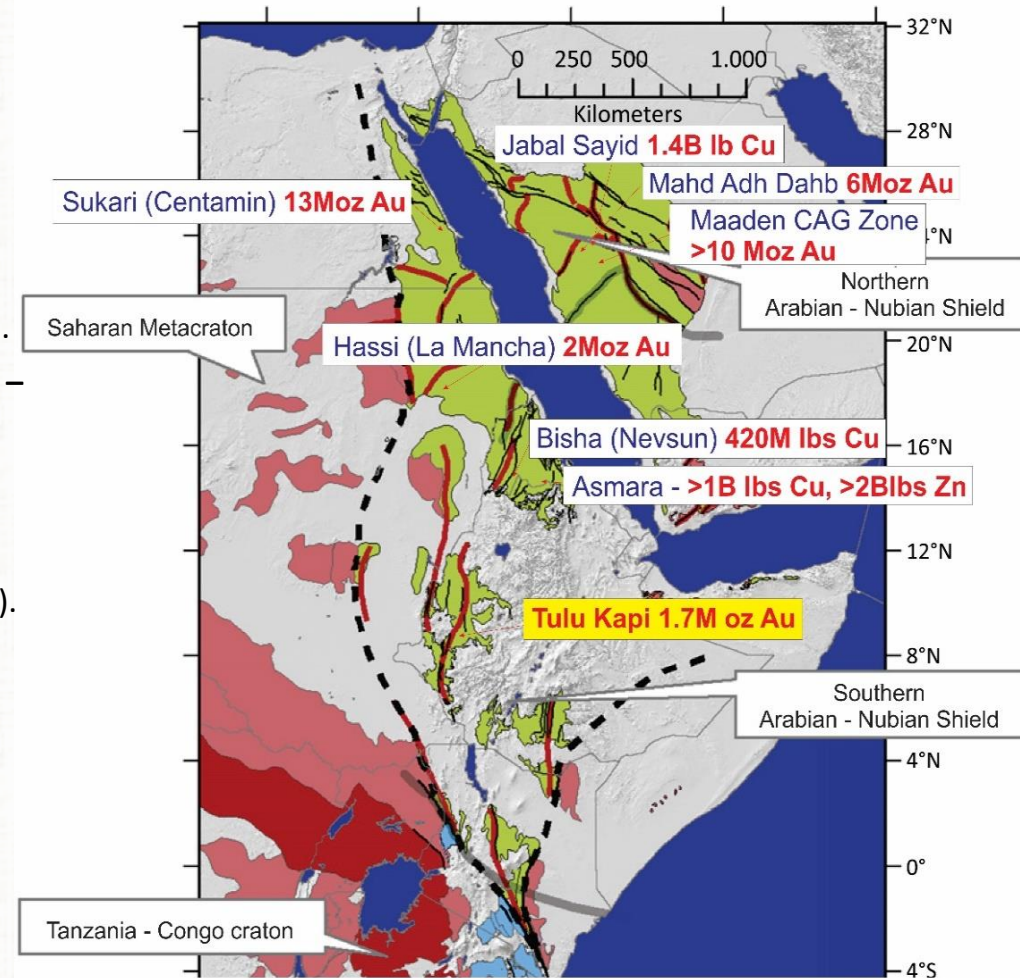 32°N
0 250 500 1.000
Kilometers
28°N
Jabal Sayid 1.4B lb Cu
Mahd Adh Dahb 6Moz Au
Sukari (Centamin) 13Moz Au
Maaden CAG Zone
>10 Moz Au
4°N
Northern
Arabian - Nubian Shield
Saharan Metacraton
.
–
20°N
Hassi (La Mancha) 2Moz Au
16°N
Bisha (Nevsun) 420M lbs Cu
Asmara - >1B lbs Cu, >2Blbs Zn
12°N
).
Tulu Kapi 1.7M oz Au
8°N
Southern
Arabian - Nubian Shield
4°N
0°
Tanzania - Congo craton
4°S